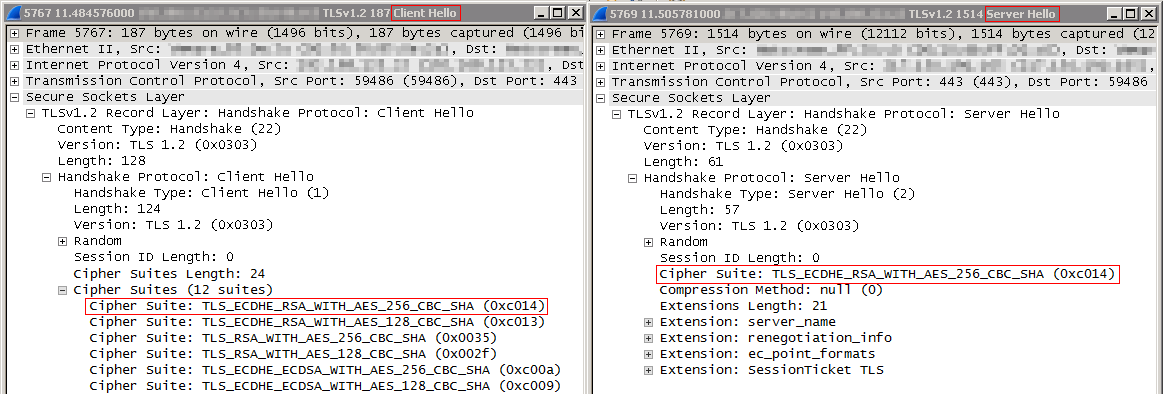 5767 11.484576000 TLSv1.2 187 Client Hello
Frame 5767: 187 bytes on wire (1496 bits), 187 bytes captured (1496 bi
Ethernet II, Src: , Dst:
Internet Protocol Version 4, Src: , Dst
Transmission Control Protocol, Src Port: 59486 (59486), Dst Port: 443
Secure Sockets Layer
TLSv1.2 Record Layer: Handshake Protocol: Client Hello
Content Type: Handshake (22)
Version: TLS 1.2 (0x0303)
Length: 128
Handshake Protocol: Client Hello
Handshake Type: Client Hello (1)
Length: 124
Version: TLS 1.2 (0x0303)
Random
Session ID Length: 0
Cipher Suites Length: 24
Cipher Suites (12 suites)
Cipher Suite: TLS_ECDHE_RSA_WITH_AES_256_CBC_SHA (0xc014)
Cipher Suite: TLS_ECDHE_RSA_WITH_AES_128_CBC_SHA (0xc013)
Cipher Suite: TLS_RSA_WITH_AES_256_CBC_SHA (0x0035)
Cipher Suite: TLS_RSA_WITH_AES_128_CBC_SHA (0x002f)
Cipher Suite: TLS_ECDHE_ECDSA_WITH_AES_256_CBC_SHA (0xc00a)
Cipher Suite: TLS_ECDHE_ECDSA_WITH_AES_128_CBC_SHA (0xc009)
5769 11.505781000 TLSv1.2 1514 Server Hello
Frame 5769: 1514 bytes on wire (12112 bits), 1514 bytes captured (12
Ethernet II, Src: , Dst:
Internet Protocol Version 4, Src: , Dst:
Transmission Control Protocol, Src Port: 443 (443), Dst Port: 59486
Secure Sockets Layer
TLSv1.2 Record Layer: Handshake Protocol: Server Hello
Content Type: Handshake (22)
Version: TLS 1.2 (0x0303)
Length: 61
Handshake Protocol: Server Hello
Handshake Type: Server Hello (2)
Length: 57
Version: TLS 1.2 (0x0303)
Random
Session ID Length: 0
Cipher Suite: TLS_ECDHE_RSA_WITH_AES_256_CBC_SHA (0xc014)
Compression Method: null (0)
Extensions Length: 21
Extension: server_name
Extension: renegotiation_info
Extension: ec_point_formats
Extension: SessionTicket TLS